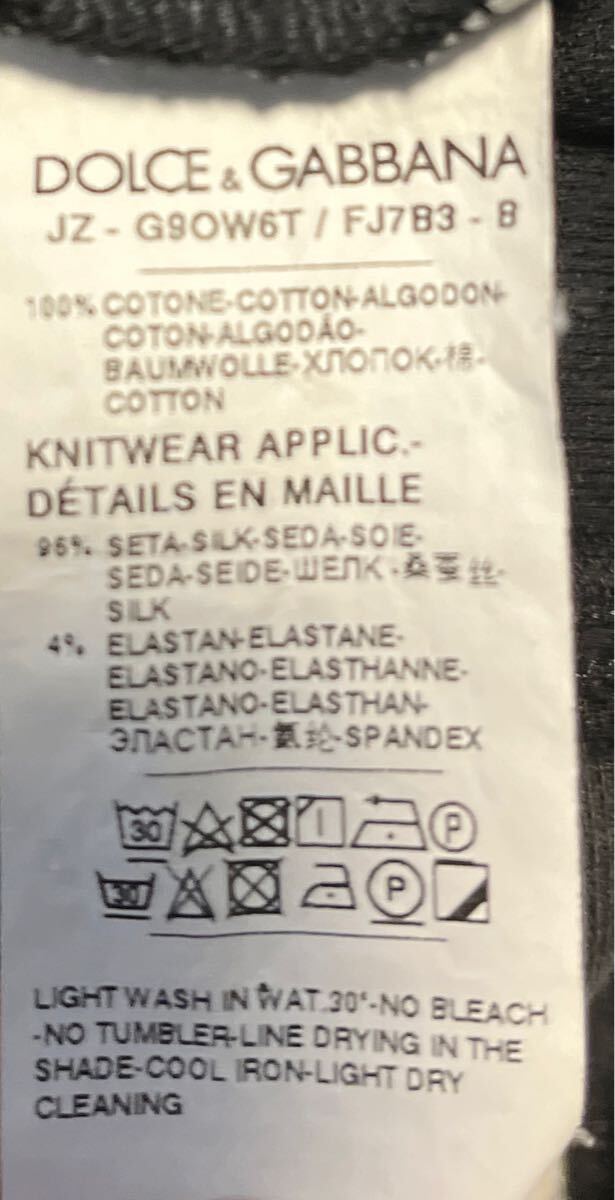 DOLCE & GABBANA
JZ - G9OW6T / FJ7B3 - 8
100% COTONE-COTTON-ALGODON-
COTON-ALGODÃO-
BAUMWOLLE-ХЛОПОК-棉-
COTTON
KNITWEAR APPLIC.-
DÉTAILS EN MAILLE
96% SETA-SILK-SEDA-SOIE-
SEDA-SEIDE-ШЕЛК-桑蚕丝-
SILK
4% ELASTAN-ELASTANE-
ELASTANO-ELASTHANNE-
ELASTANO-ELASTHAN-
ЭЛАСТАН-氨纶-SPANDEX
30 P
30 P
LIGHT WASH IN WAT.30°-NO BLEACH
-NO TUMBLER-LINE DRYING IN THE
SHADE-COOL IRON-LIGHT DRY
CLEANING